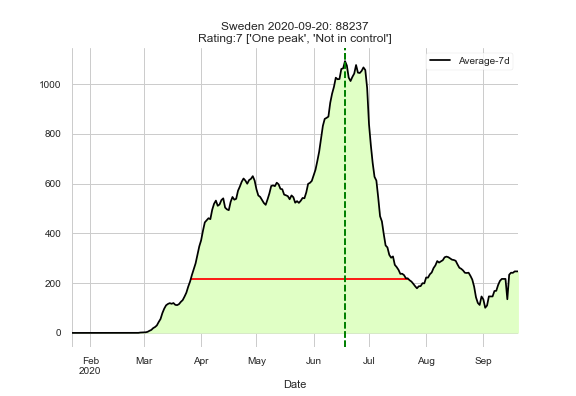 Sweden 2020-09-20: 88237
Rating:7 ['One peak', 'Not in control']
Average-7d
1000
800
600
400
200
0
Feb Mar Apr May Jun Jul Aug Sep
2020
Date